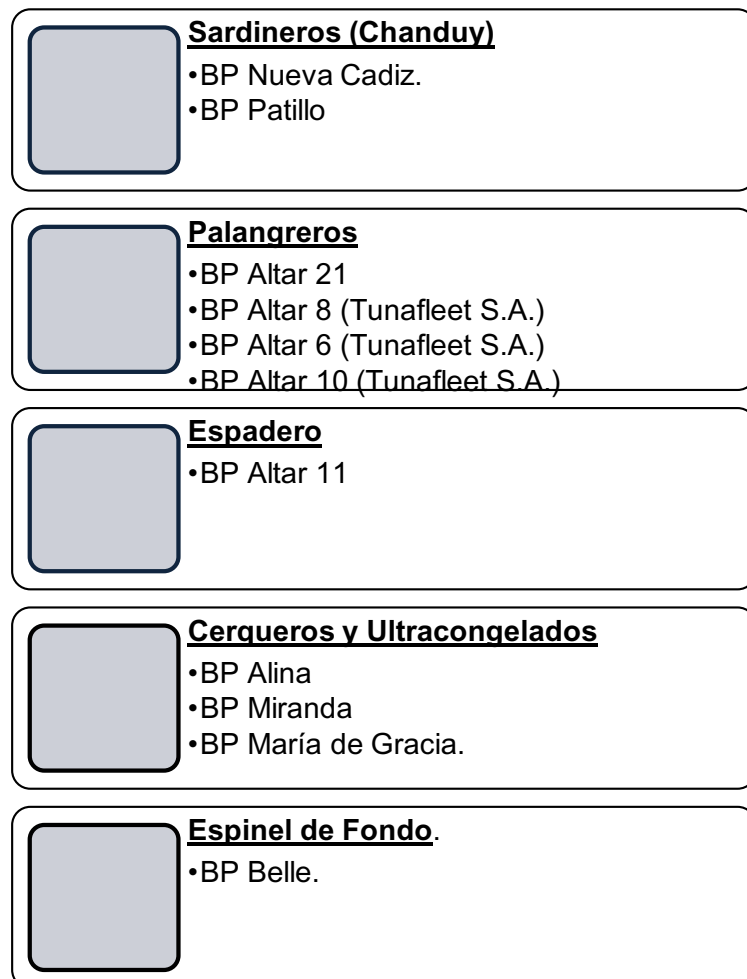 Sardineros (Chanduy)
•BP Nueva Cadiz.
•BP Patillo
Palangreros
•BP Altar 21
•BP Altar 8 (Tunafleet S.A.)
•BP Altar 6 (Tunafleet S.A.)
•BP Altar 10 (Tunafleet S.A.)
Espadero
•BP Altar 11
Cerqueros y Ultracongelados
•BP Alina
•BP Miranda
•BP María de Gracia.
Espinel de Fondo.
•BP Belle.